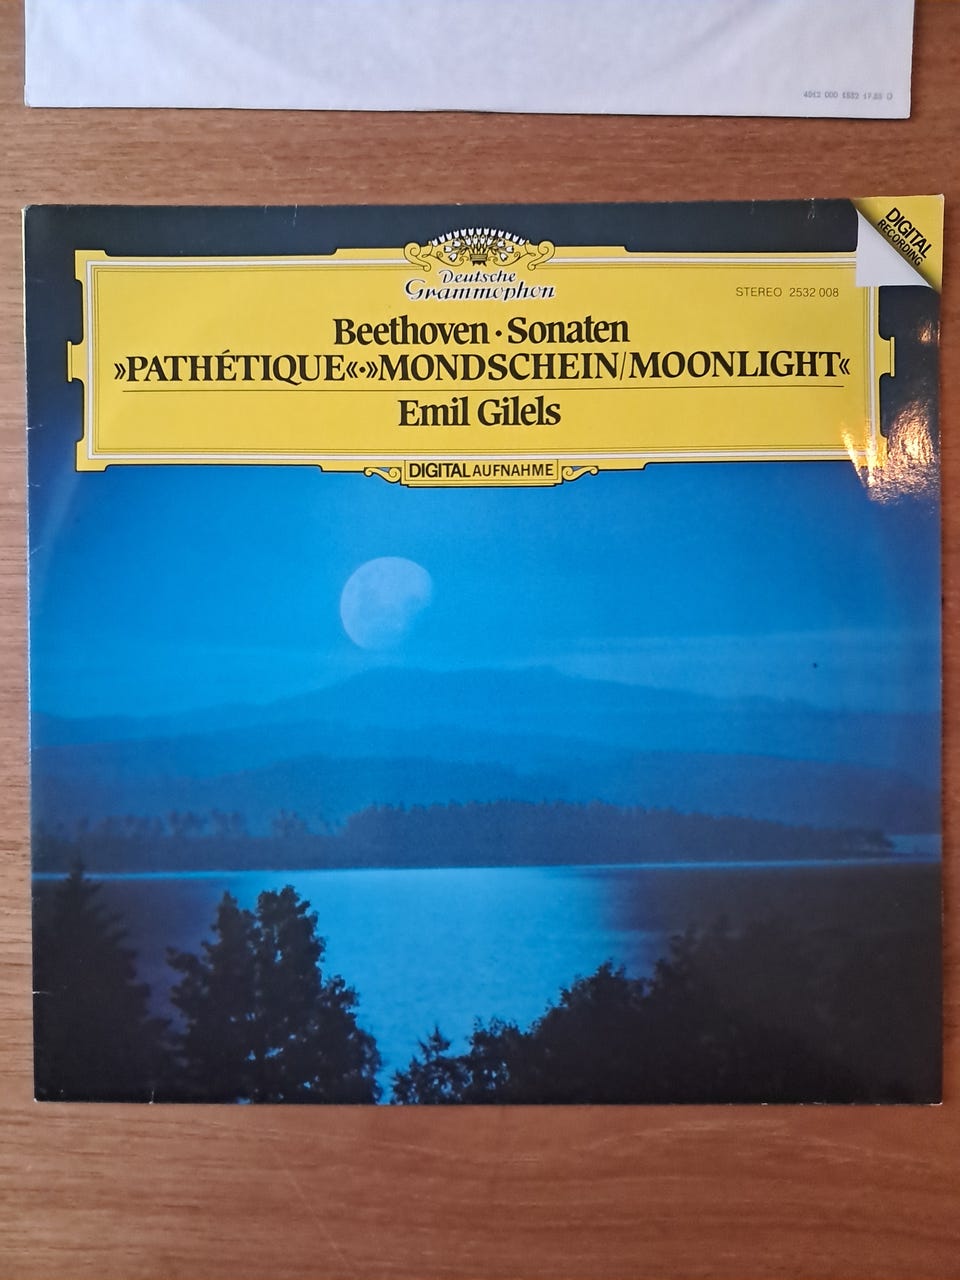 Deutsche
Grammophon
STEREO 2532 008
DIGITAL
RECORDING
Beethoven · Sonaten
»PATHÉTIQUE«·»MONDSCHEIN/MOONLIGHT«
Emil Gilels
DIGITAL AUFNAHME